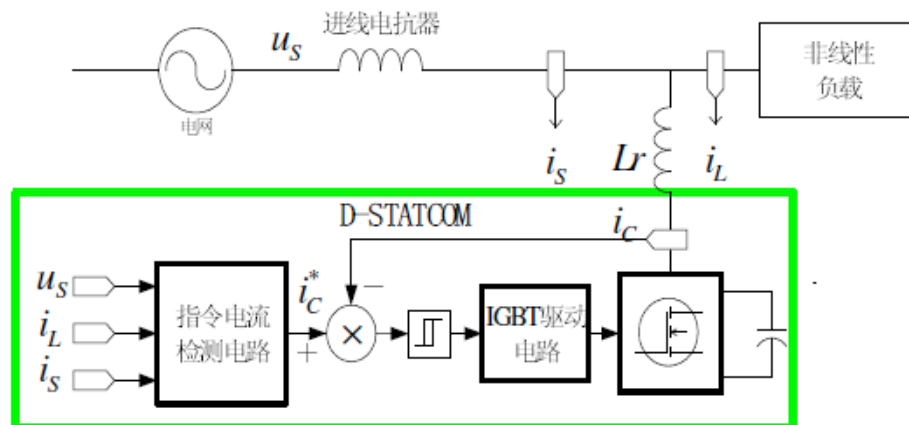 进线电抗器
u_S
电网
非线性
负载
i_S
Lr
i_L
D-STATCOM
i_C
u_S
i_L
i_S
指令电流
检测电路
i_C^*
+
−
×
IGBT驱动
电路